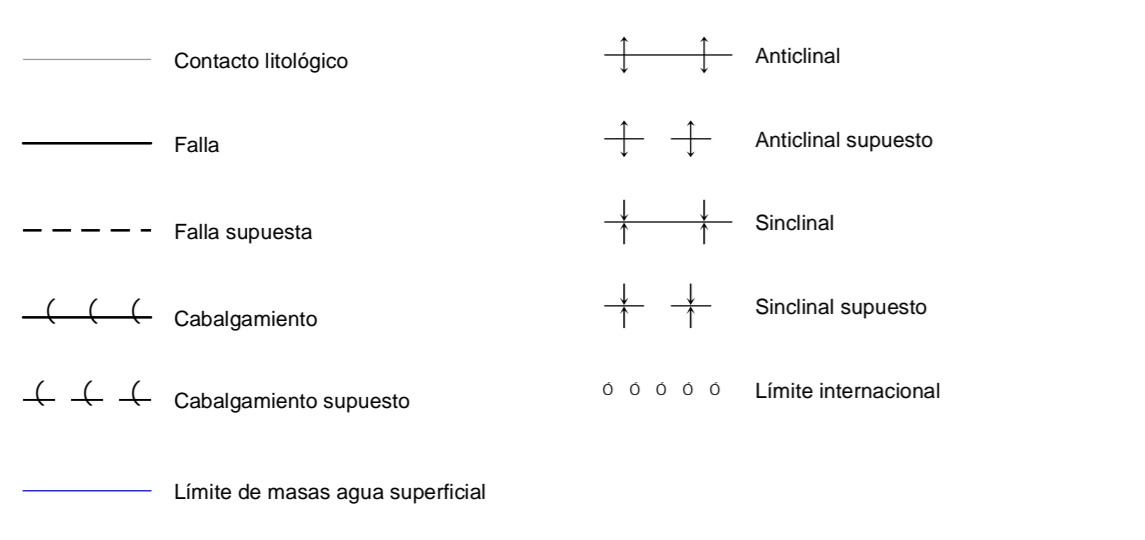 Contacto litológico
Falla
Falla supuesta
Cabalgamiento
Cabalgamiento supuesto
Límite de masas agua superficial
Anticlinal
Anticlinal supuesto
Sinclinal
Sinclinal supuesto
Ó Ó Ó Ó Ó Límite internacional